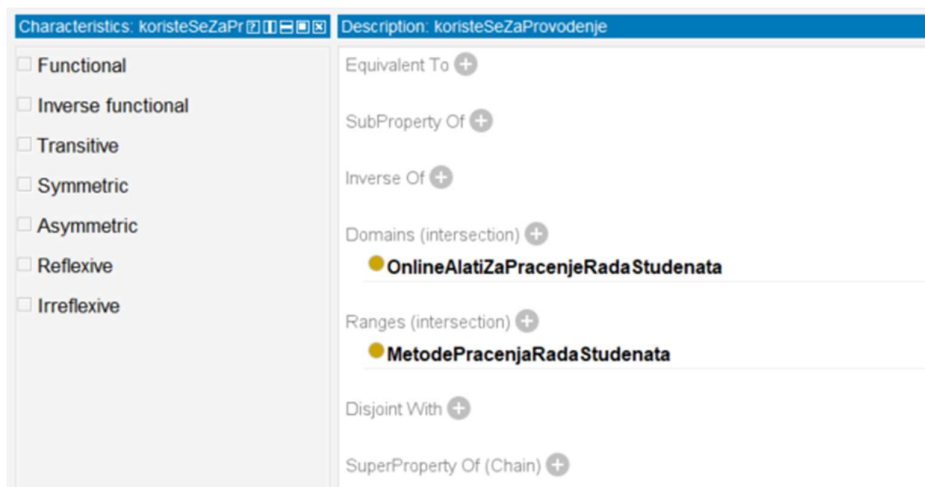 Characteristics: koristeSeZaPr
Functional
Inverse functional
Transitive
Symmetric
Asymmetric
Reflexive
Irreflexive
Description: koristeSeZaProvodenje
Equivalent To
SubProperty Of
Inverse Of
Domains (intersection)
OnlineAlatiZaPracenjeRadaStudenata
Ranges (intersection)
MetodePracenjaRadaStudenata
Disjoint With
SuperProperty Of (Chain)